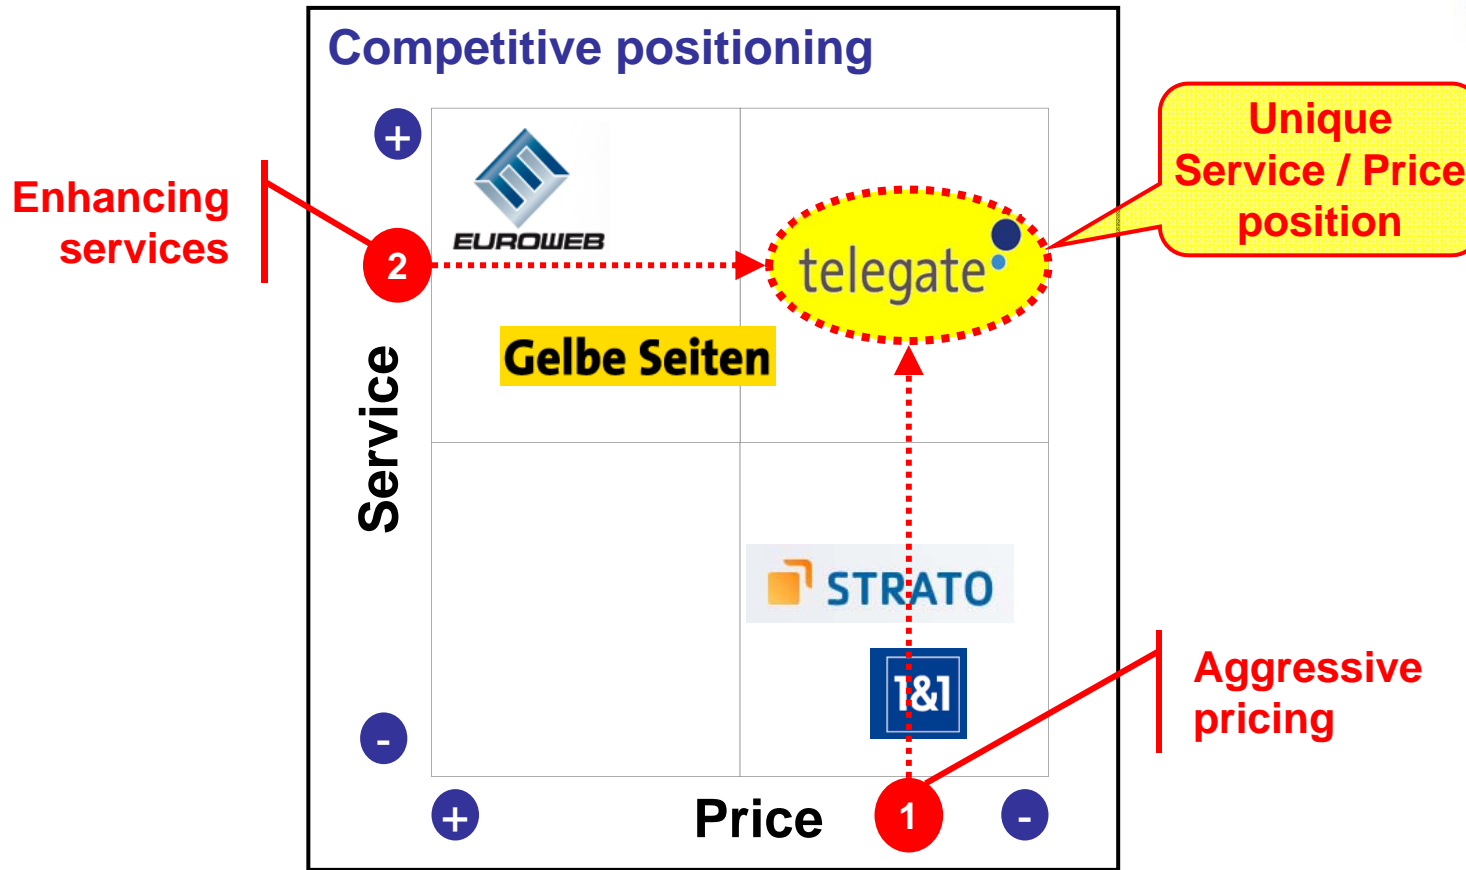 Competitive positioning
+
EUROWEB
Unique
Service / Price
position
Enhancing
services
2
telegate
Gelbe Seiten
Service
STRATO
1&1
Aggressive
pricing
-
+
Price
1
-